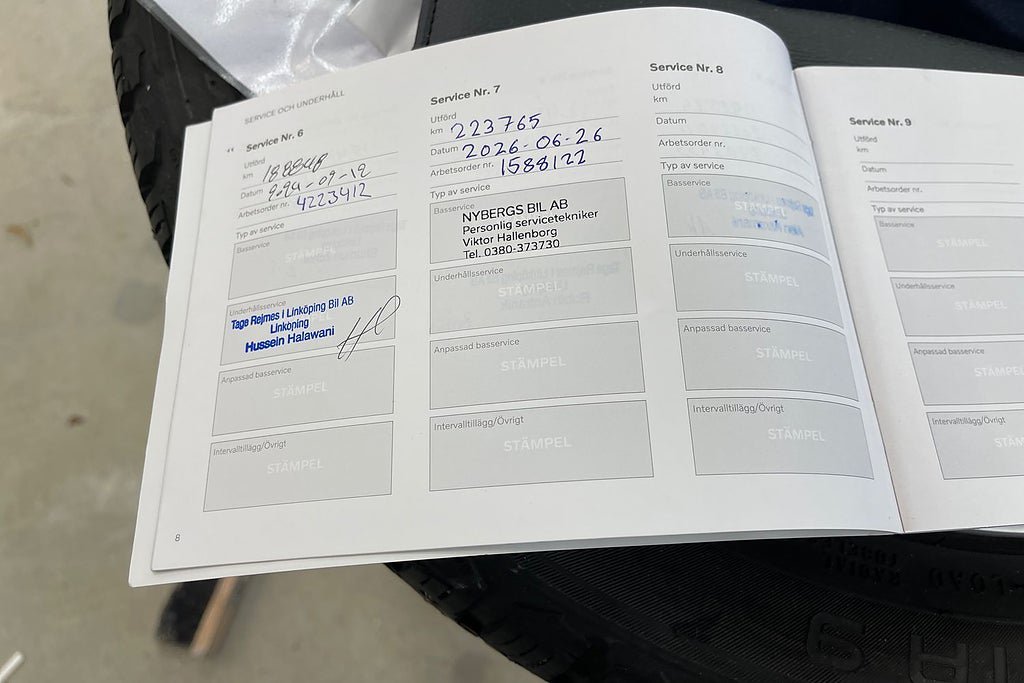 SERVICE OCH UNDERHÅLL
Service Nr. 6
Utförd
km 188848
Datum
Arbetsorder nr. 4223412
Typ av service
Basservice
STÄMPEL
Underhållsservice
Tage Rejmes i Linköping Bil AB
Linköping
Hussein Halawani
Anpassad basservice
STÄMPEL
Intervalltillägg/Övrigt
STÄMPEL
8
Service Nr. 7
Utförd
km 223765
Datum 2026-06-26
Arbetsorder nr. 1588122
Typ av service
Basservice
NYBERGS BIL AB
Personlig servicetekniker
Viktor Hallenborg
Tel. 0380-373730
Underhållsservice
STÄMPEL
Anpassad basservice
STÄMPEL
Intervalltillägg/Övrigt
STÄMPEL
Service Nr. 8
Utförd
km
Datum
Arbetsorder nr.
Typ av service
Basservice
STÄMPEL
Underhållsservice
STÄMPEL
Anpassad basservice
STÄMPEL
Intervalltillägg/Övrigt
STÄMPEL
Service Nr. 9
Utförd
km
Datum
Arbetsorder nr.
Typ av service
Basservice
STÄMPEL
Underhållsservice
STÄMPEL
Anpassad basservice
STÄMPEL
Intervalltillägg/Övrigt